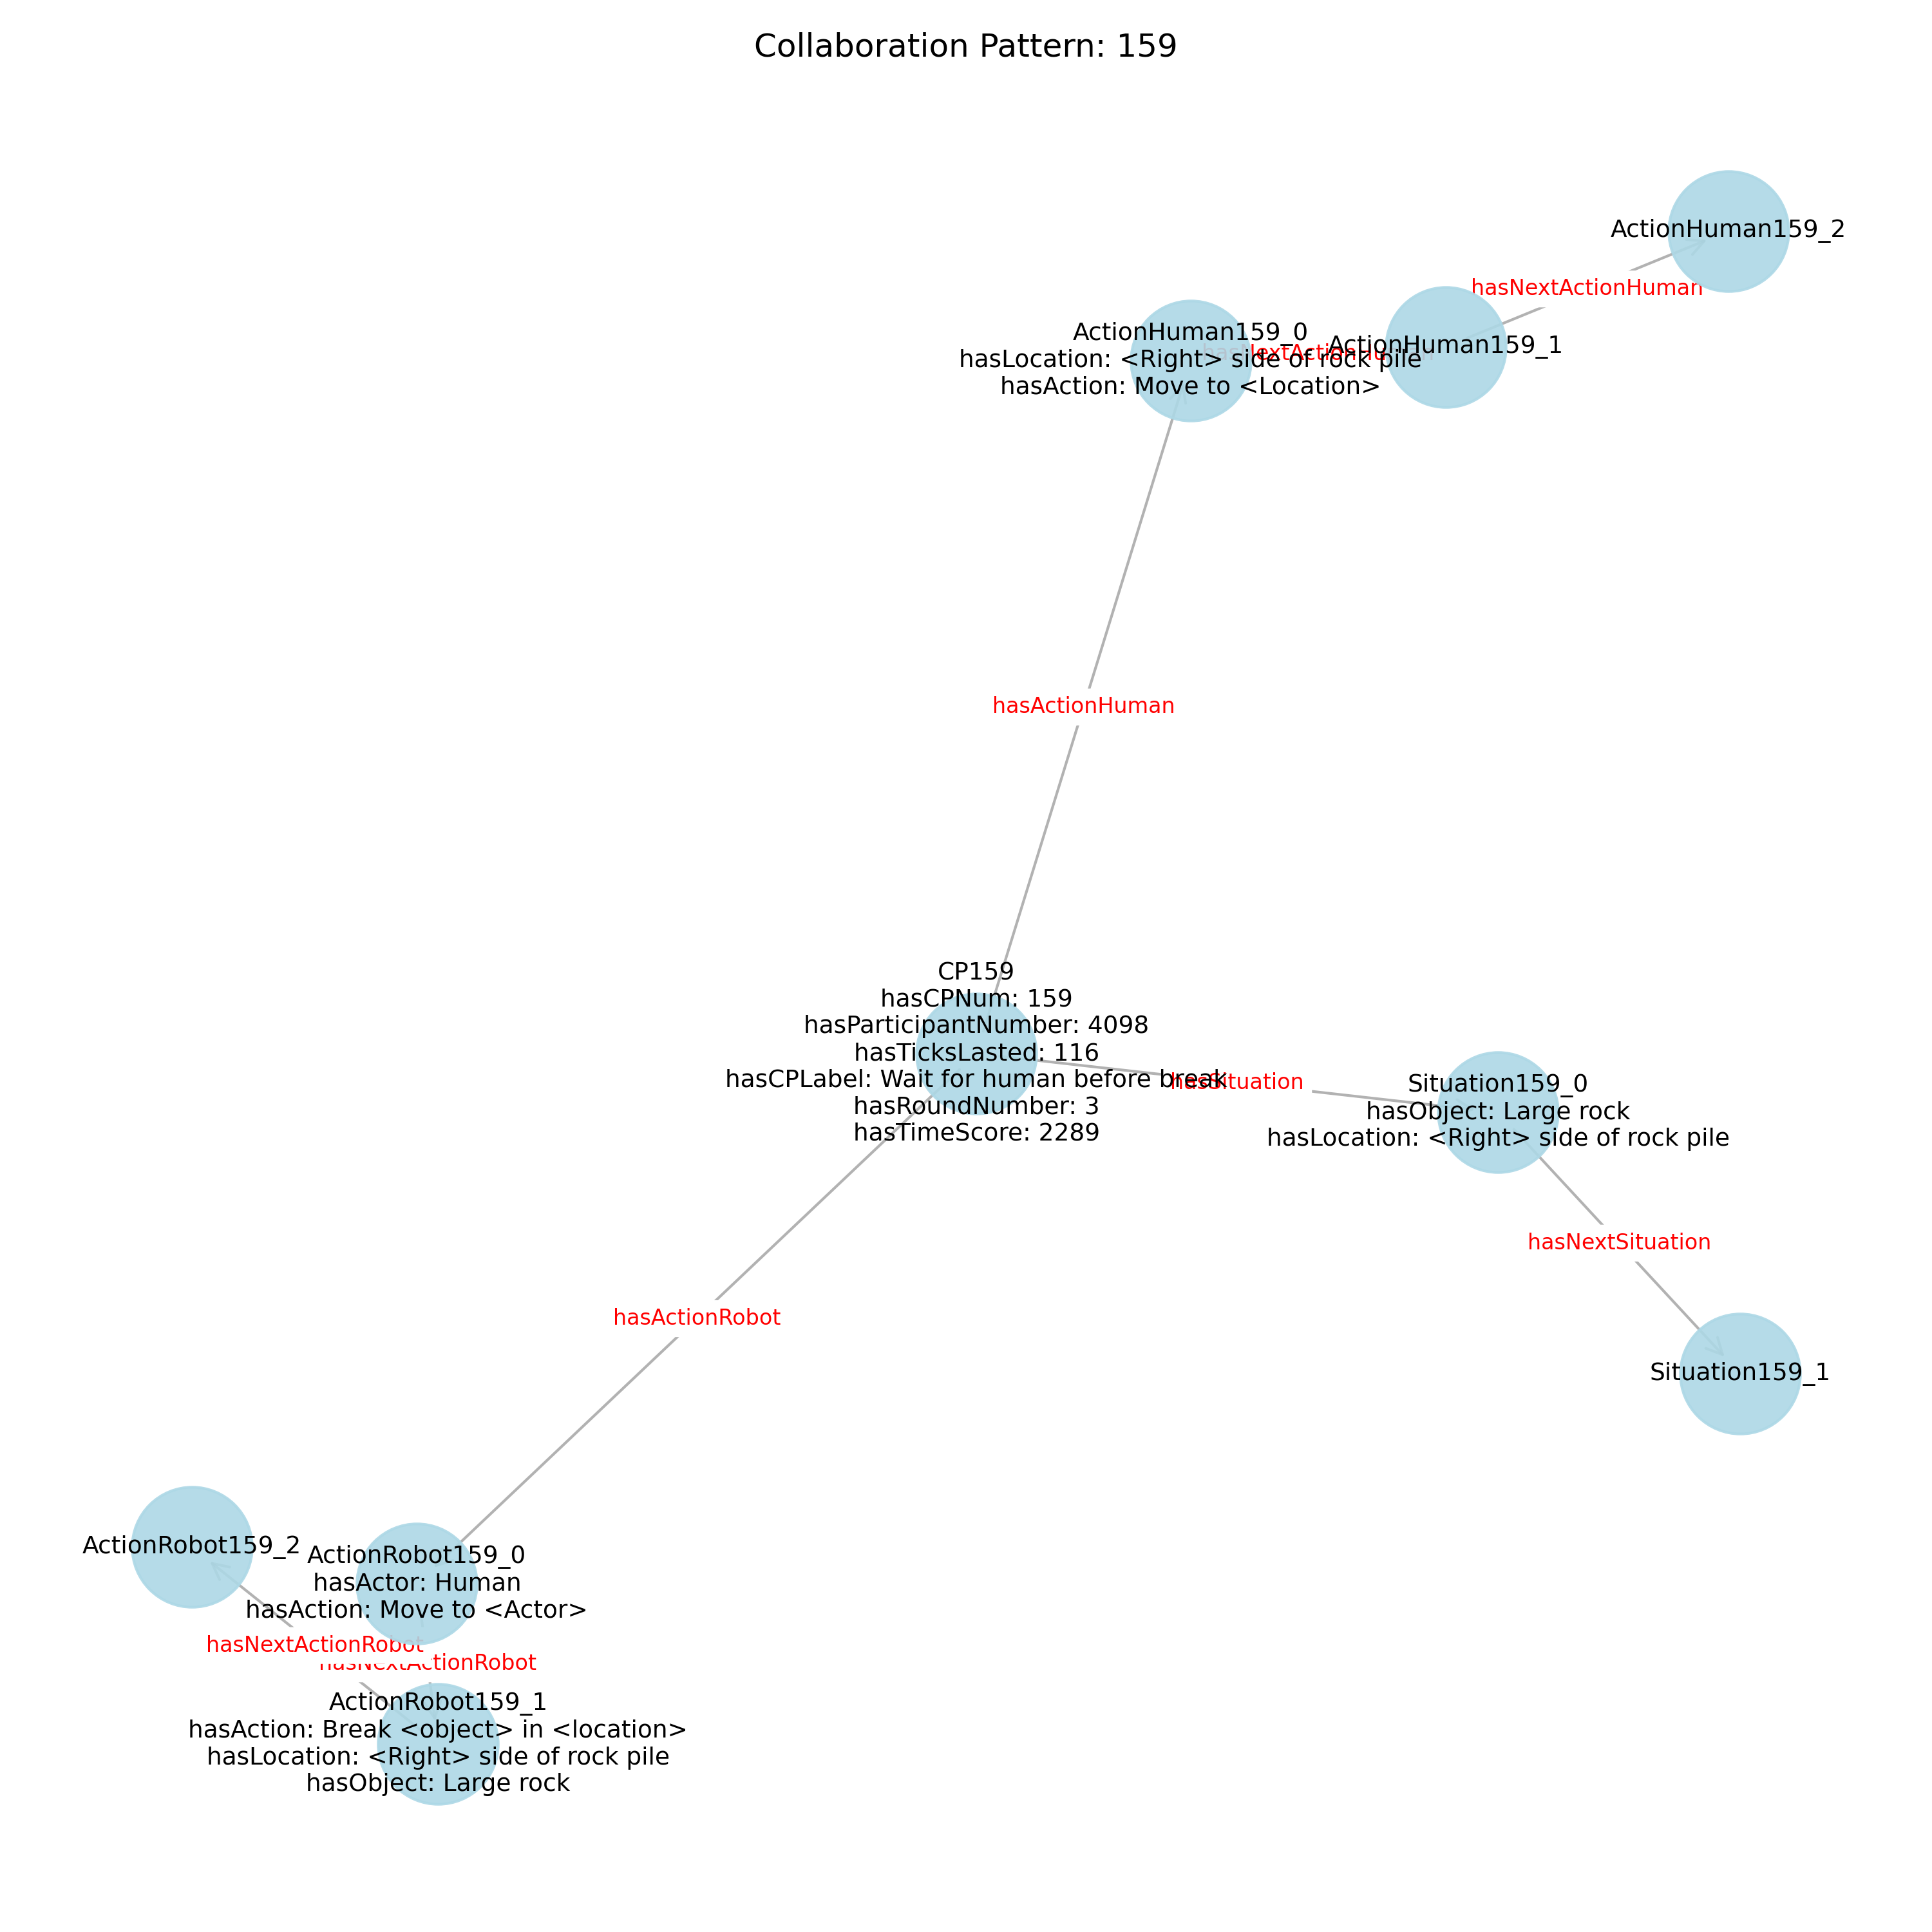 Collaboration Pattern: 159
ActionHuman159_2
hasNextActionHuman
ActionHuman159_0
hasLocation: <Right> side of rock pile
hasAction: Move to <Location>
hasNextActionHuman
ActionHuman159_1
hasActionHuman
CP159
hasCPNum: 159
hasParticipantNumber: 4098
hasTicksLasted: 116
hasCPLabel: Wait for human before break
hasRoundNumber: 3
hasTimeScore: 2289
hasSituation
Situation159_0
hasObject: Large rock
hasLocation: <Right> side of rock pile
hasNextSituation
hasActionRobot
Situation159_1
ActionRobot159_2
ActionRobot159_0
hasActor: Human
hasAction: Move to <Actor>
hasNextActionRobot
hasNextActionRobot
ActionRobot159_1
hasAction: Break <object> in <location>
hasLocation: <Right> side of rock pile
hasObject: Large rock